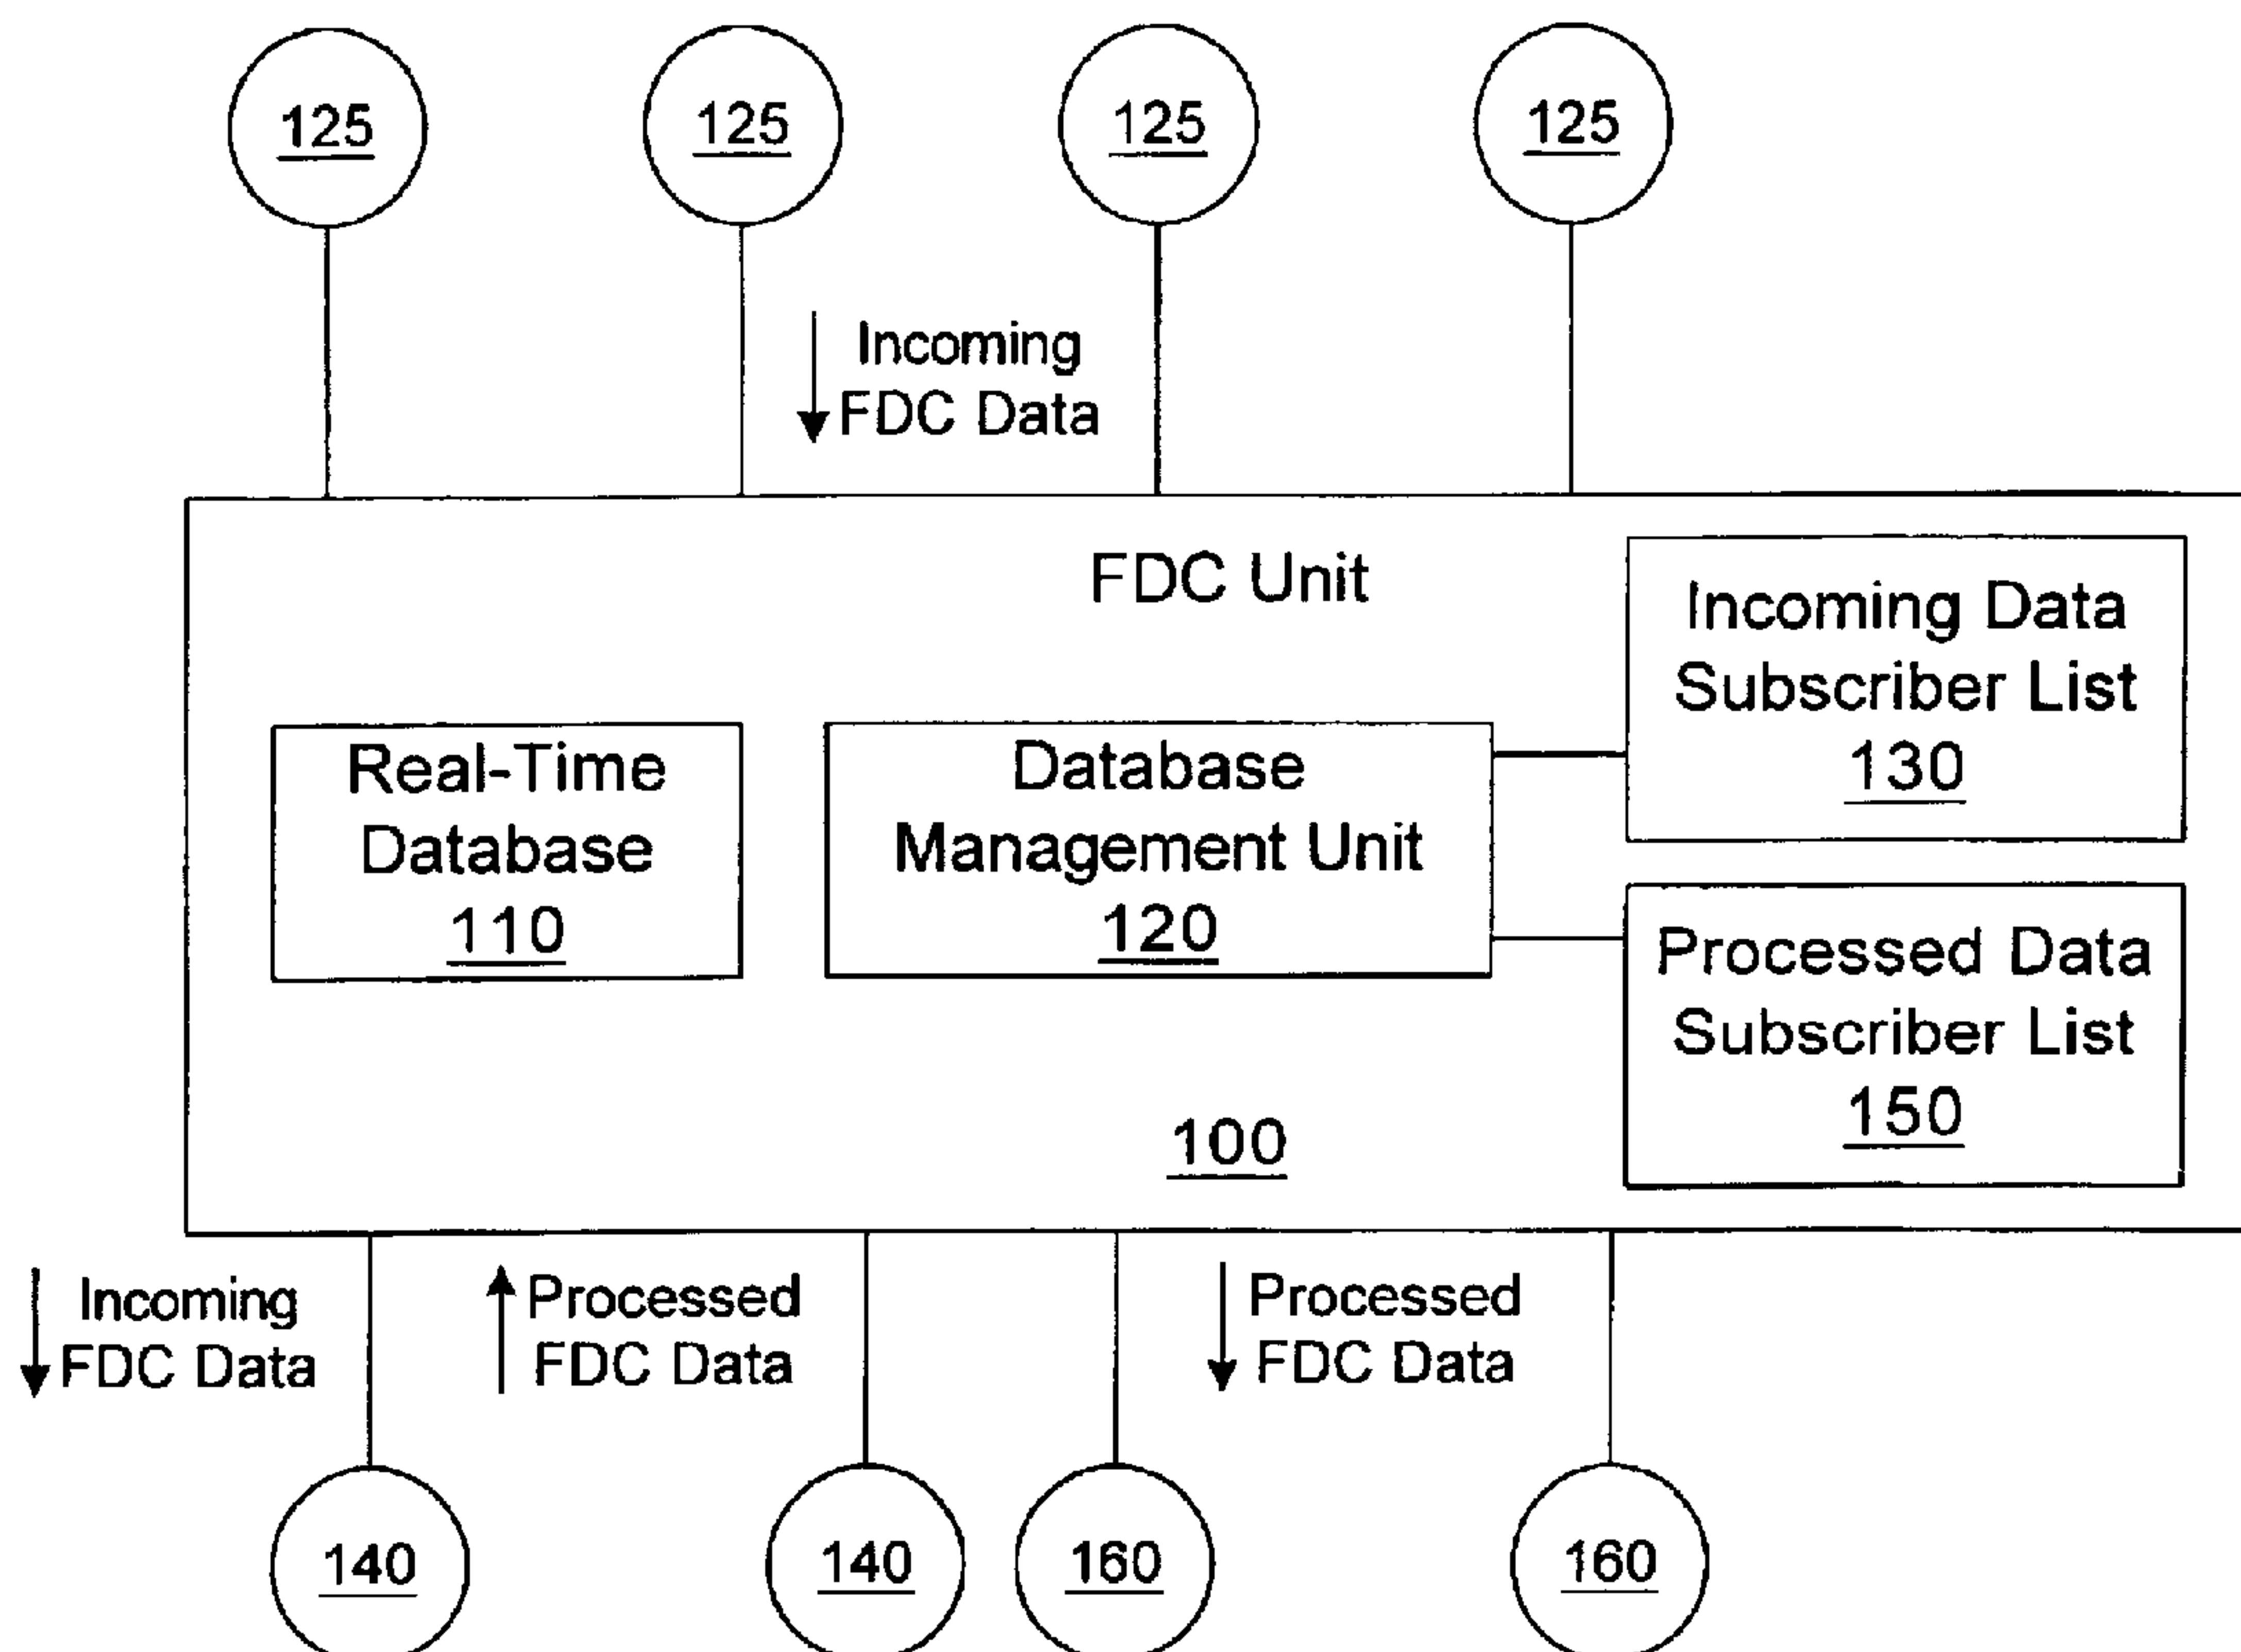 125 125 125 125
Incoming
FDC Data
FDC Unit
Incoming Data
Subscriber List
130
Real-Time
Database
110
Database
Management Unit
120
Processed Data
Subscriber List
150
100
Incoming
FDC Data
Processed
FDC Data
Processed
FDC Data
140 140 160 160